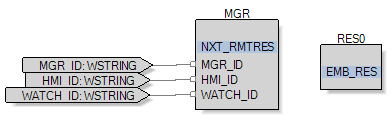 MGR
NXT_RMTRES
MGR_ID: WSTRING
MGR_ID
HMI_ID: WSTRING
HMI_ID
WATCH_ID: WSTRING
WATCH_ID
RES0
EMB_RES